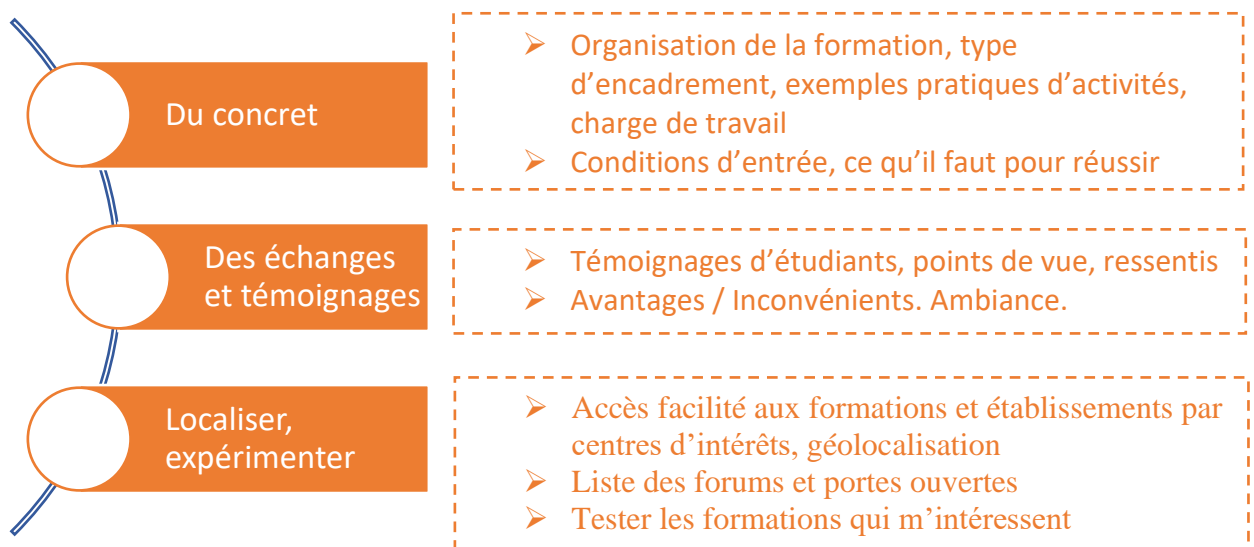 Du concret
➢ Organisation de la formation, type
d’encadrement, exemples pratiques d’activités,
charge de travail
➢ Conditions d’entrée, ce qu’il faut pour réussir
Des échanges
et témoignages
➢ Témoignages d’étudiants, points de vue, ressentis
➢ Avantages / Inconvénients. Ambiance.
Localiser,
expérimenter
➢ Accès facilité aux formations et établissements par
centres d’intérêts, géolocalisation
➢ Liste des forums et portes ouvertes
➢ Tester les formations qui m’intéressent